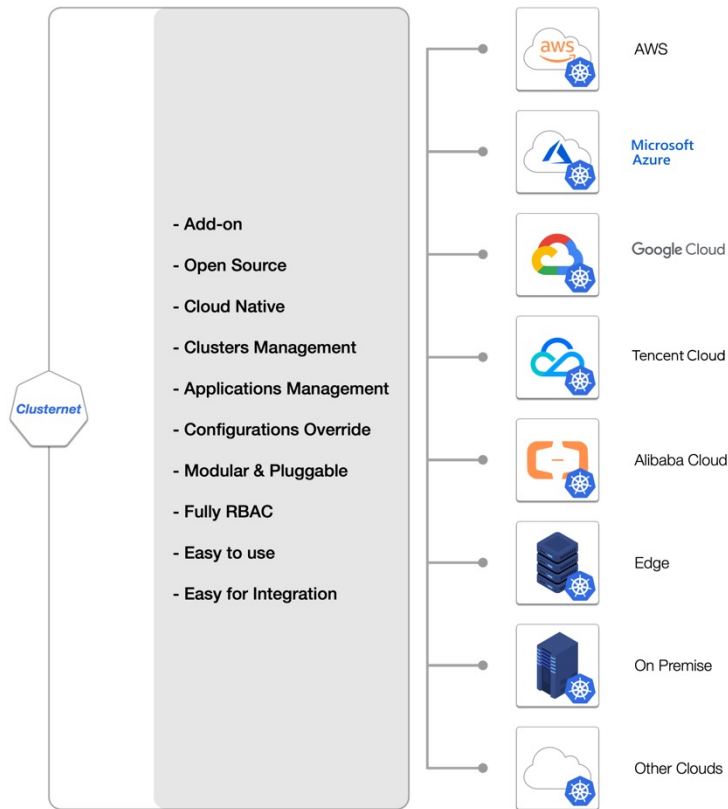 Clusternet
- Add-on
- Open Source
- Cloud Native
- Clusters Management
- Applications Management
- Configurations Override
- Modular & Pluggable
- Fully RBAC
- Easy to use
- Easy for Integration
aws
AWS
Microsoft
Azure
Google Cloud
Tencent Cloud
Alibaba Cloud
Edge
On Premise
Other Clouds